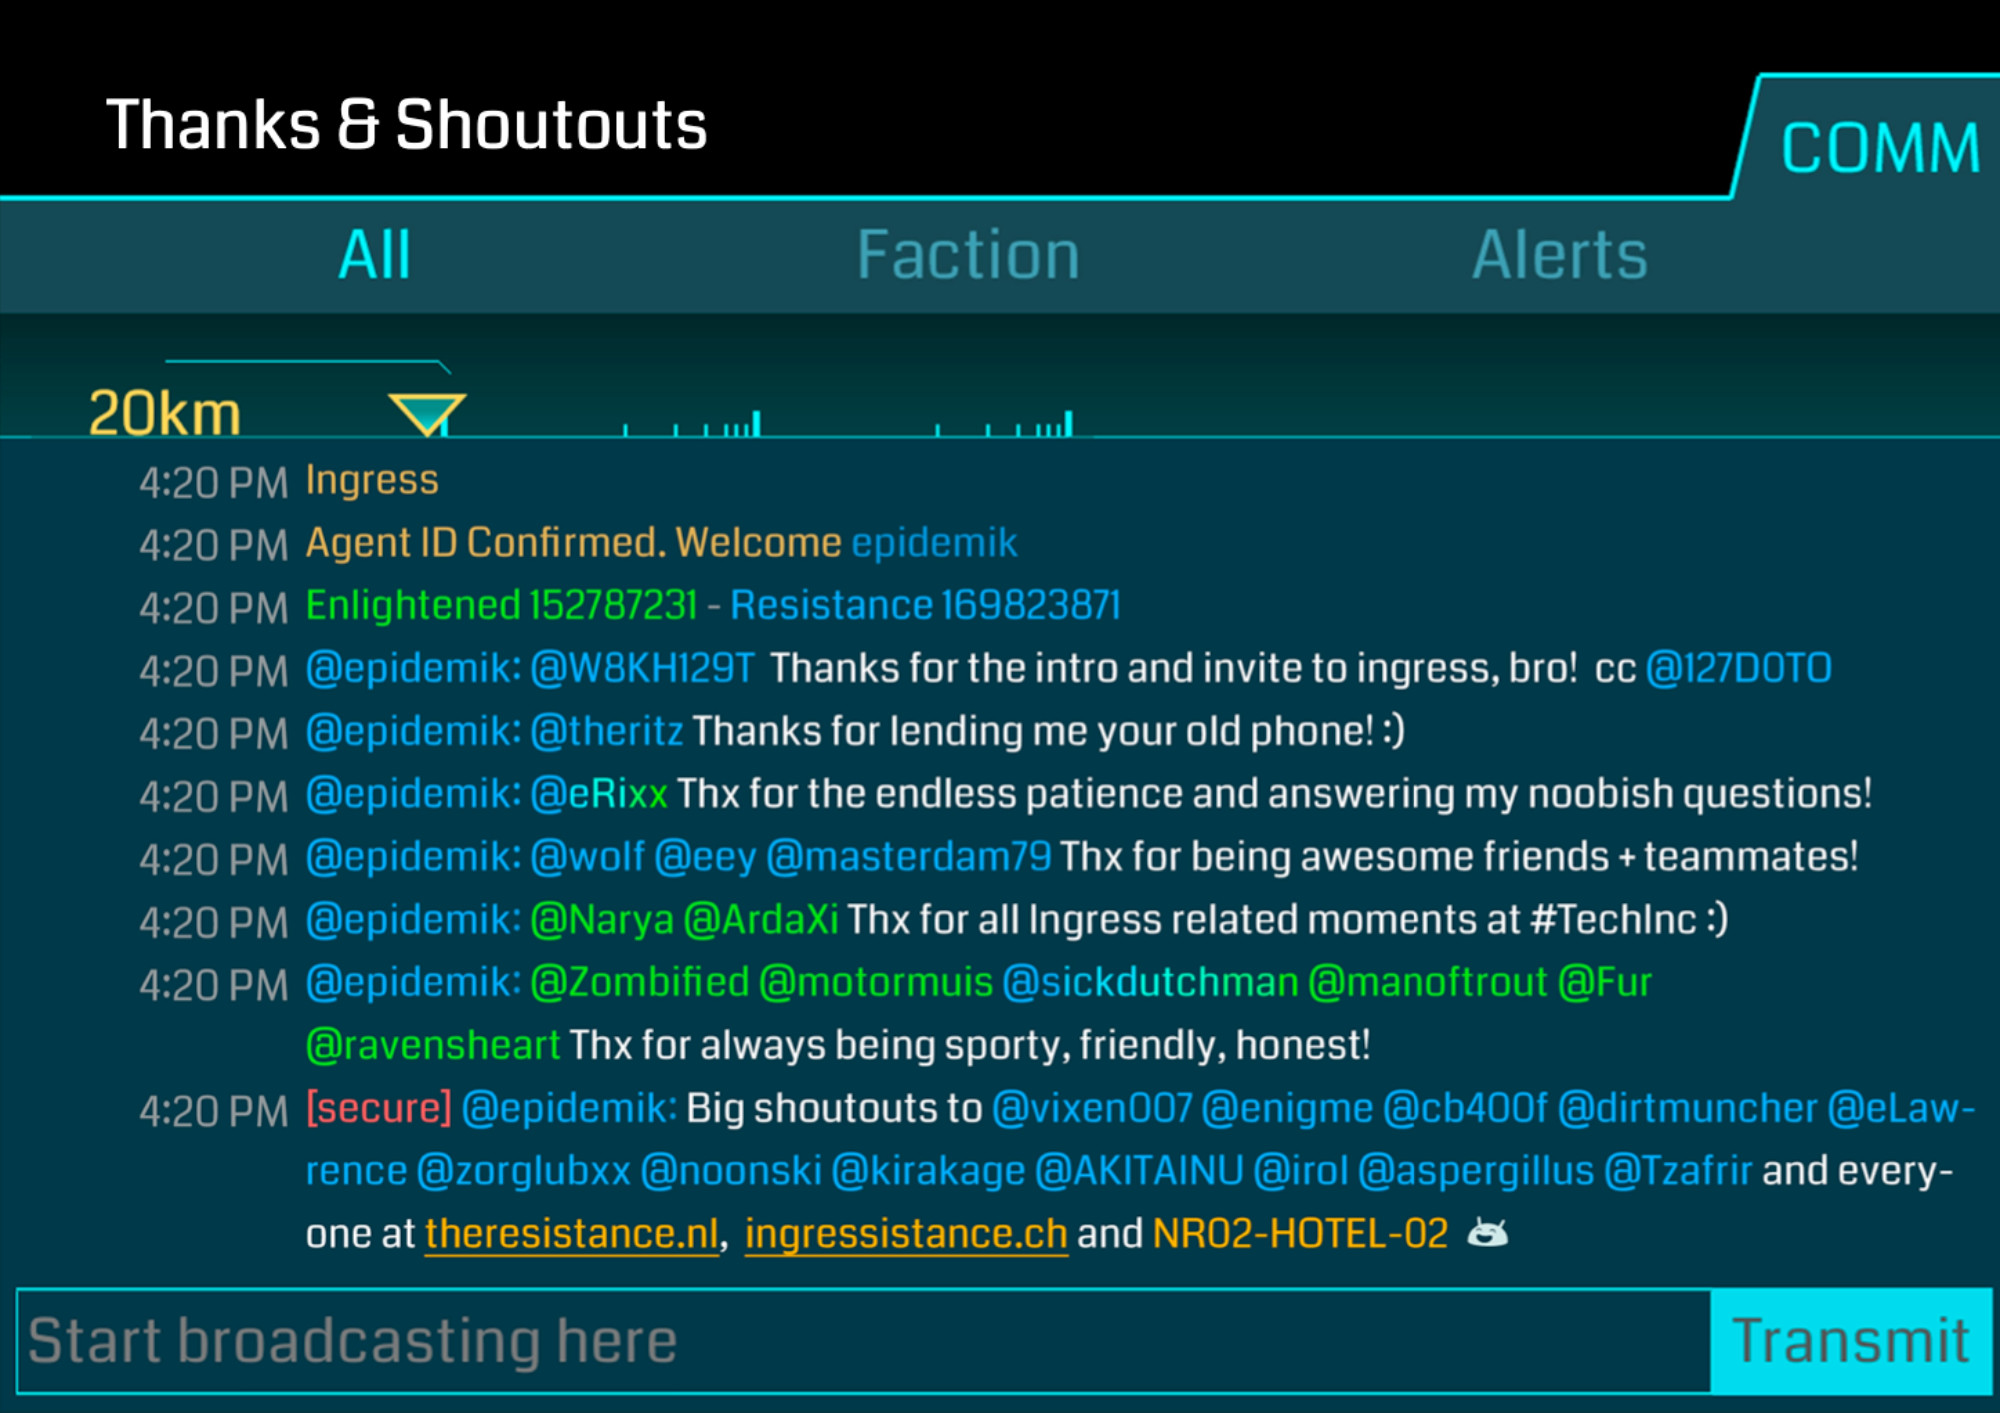 Thanks & Shoutouts
COMM
All Faction Alerts
20km
4:20 PM Ingress
4:20 PM Agent ID Confirmed. Welcome epidemik
4:20 PM Enlightened 152787231 - Resistance 169823871
4:20 PM @epidemik: @W8KH129T Thanks for the intro and invite to ingress, bro! cc @127D0T0
4:20 PM @epidemik: @theritz Thanks for lending me your old phone! :)
4:20 PM @epidemik: @eRixx Thx for the endless patience and answering my noobish questions!
4:20 PM @epidemik: @wolf @eey @masterdam79 Thx for being awesome friends + teammates!
4:20 PM @epidemik: @Narya @ArdaXi Thx for all Ingress related moments at #TechInc :)
4:20 PM @epidemik: @Zombified @motormuis @sickdutchman @manoftrout @Fur
@ravensheart Thx for always being sporty, friendly, honest!
4:20 PM [secure] @epidemik: Big shoutouts to @vixen007 @enigme @cb400f @dirtmuncher @eLaw-
rence @zorglubxx @noonski @kirakage @AKITAINU @irol @aspergillus @Tzafrir and every-
one at theresistance.nl, ingressistance.ch and NR02-HOTEL-02
Start broadcasting here Transmit